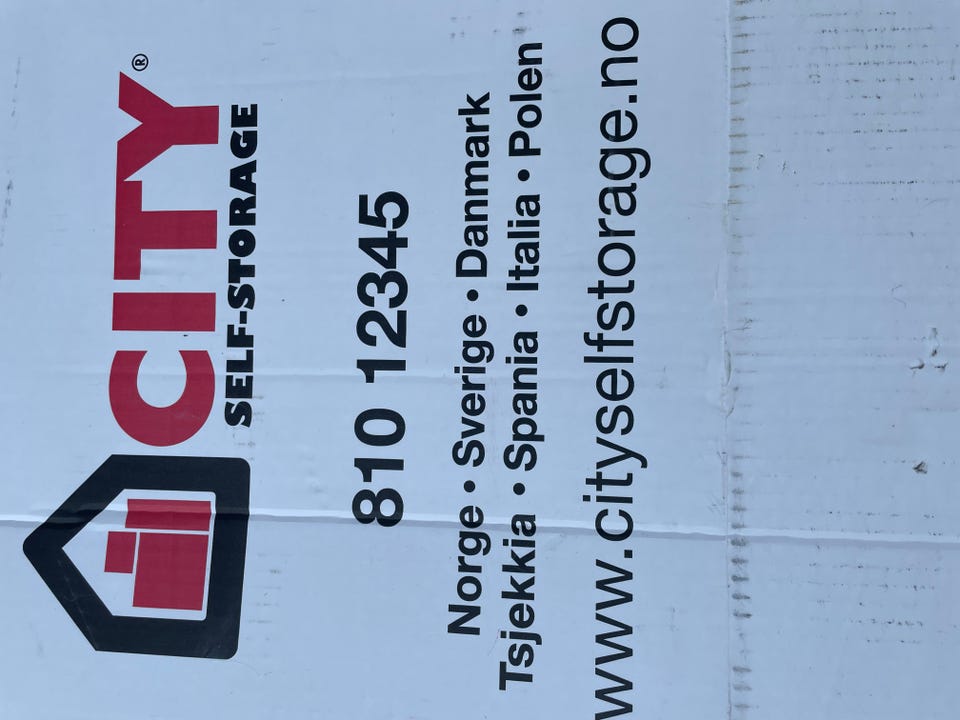 CITY®
SELF-STORAGE
810 12345
Norge • Sverige • Danmark
Tsjekkia • Spania • Italia • Polen
www.cityselfstorage.no